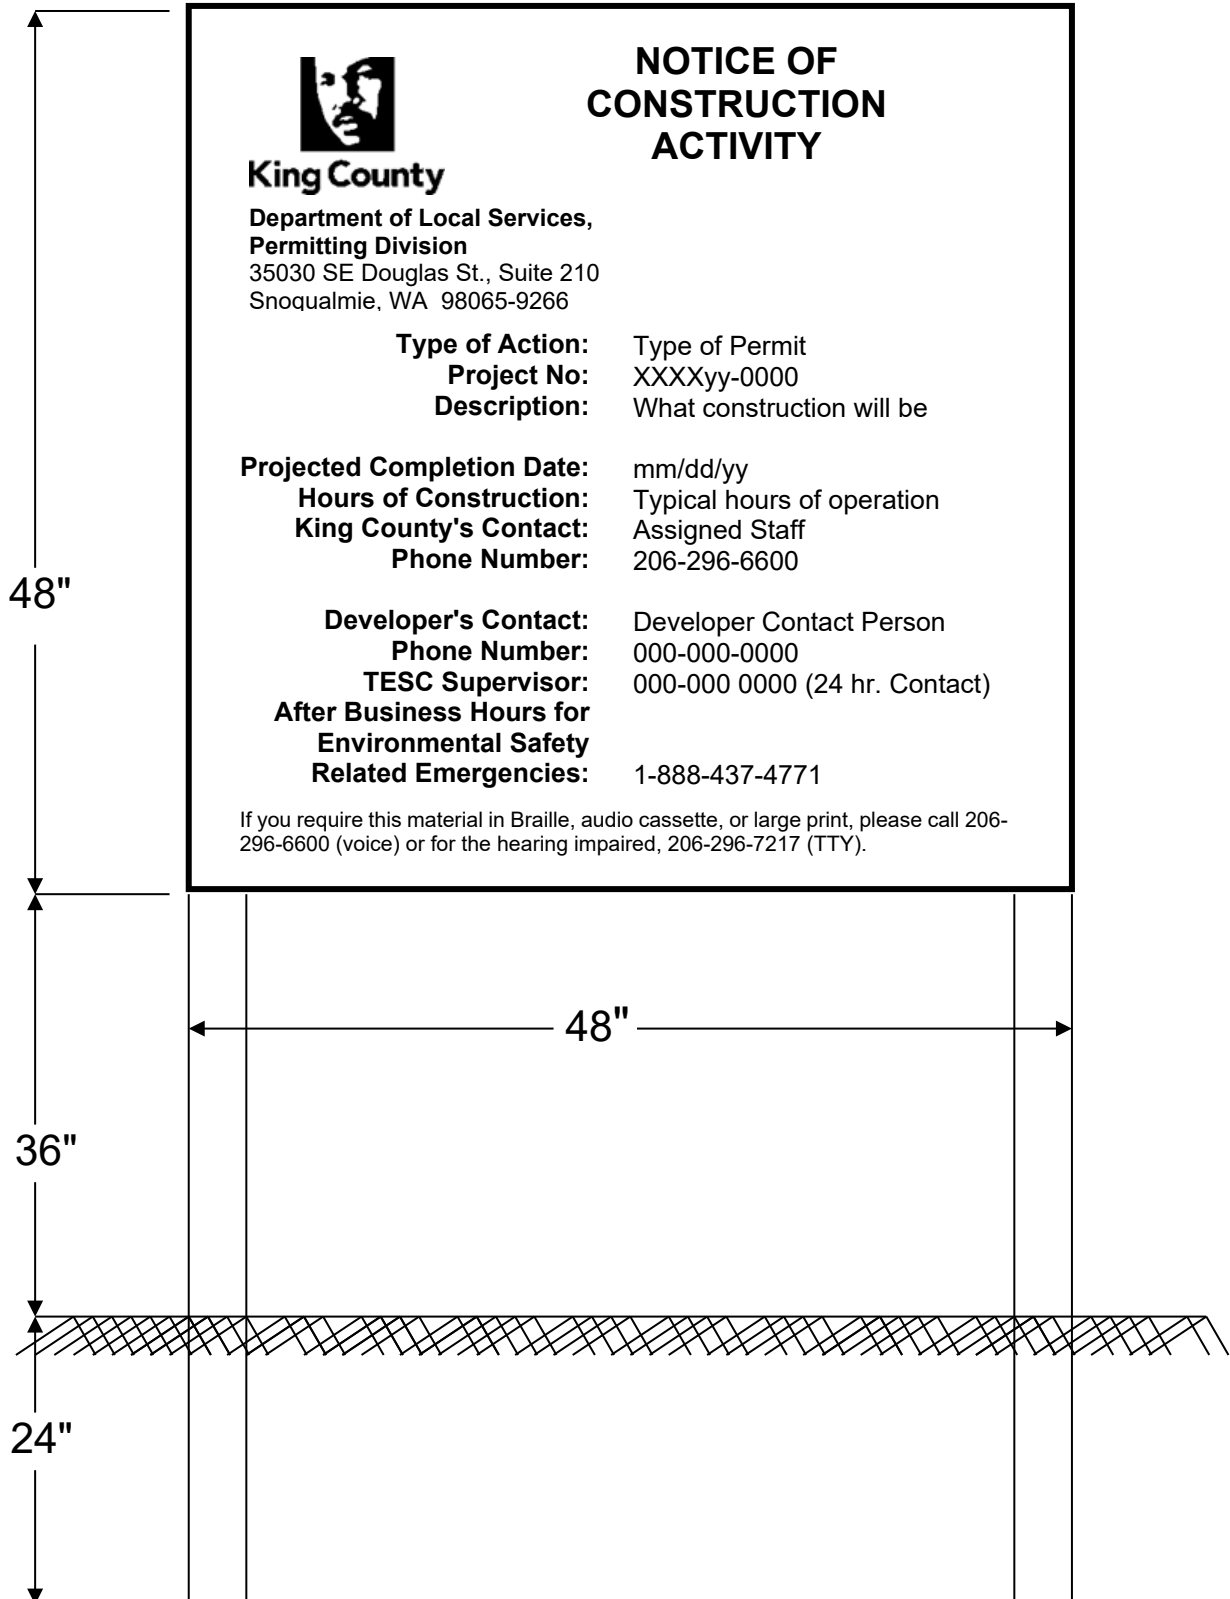 King County
NOTICE OF
CONSTRUCTION
ACTIVITY
Department of Local Services,
Permitting Division
35030 SE Douglas St., Suite 210
Snoqualmie, WA  98065-9266
Type of Action: Type of Permit
Project No: XXXXyy-0000
Description: What construction will be
Projected Completion Date: mm/dd/yy
Hours of Construction: Typical hours of operation
King County's Contact: Assigned Staff
Phone Number: 206-296-6600
Developer's Contact: Developer Contact Person
Phone Number: 000-000-0000
TESC Supervisor: 000-000 0000 (24 hr. Contact)
After Business Hours for
Environmental Safety
Related Emergencies: 1-888-437-4771
If you require this material in Braille, audio cassette, or large print, please call 206-
296-6600 (voice) or for the hearing impaired, 206-296-7217 (TTY).
48"
48"
36"
24"